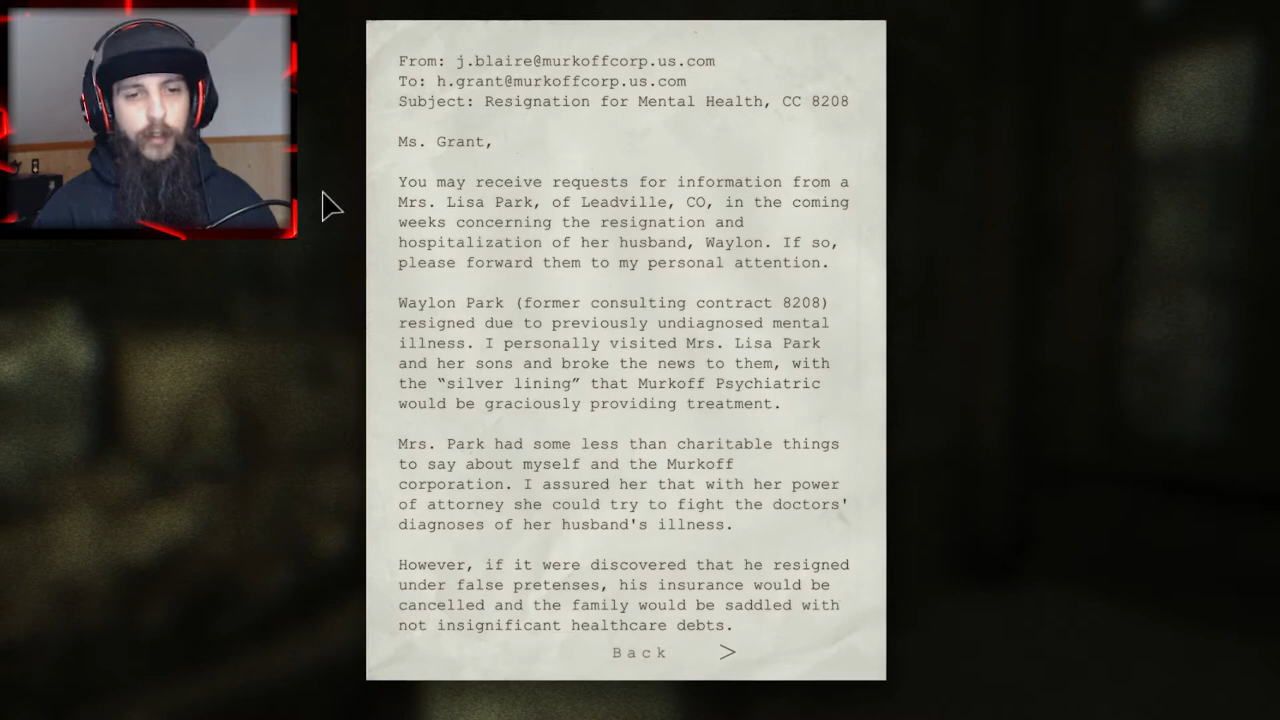 From: j.blaire@murkoffcorp.us.com
To: h.grant@murkoffcorp.us.com
Subject: Resignation for Mental Health, CC 8208
Ms. Grant,
You may receive requests for information from a
Mrs. Lisa Park, of Leadville, CO, in the coming
weeks concerning the resignation and
hospitalization of her husband, Waylon. If so,
please forward them to my personal attention.
Waylon Park (former consulting contract 8208)
resigned due to previously undiagnosed mental
illness. I personally visited Mrs. Lisa Park
and her sons and broke the news to them, with
the “silver lining” that Murkoff Psychiatric
would be graciously providing treatment.
Mrs. Park had some less than charitable things
to say about myself and the Murkoff
corporation. I assured her that with her power
of attorney she could try to fight the doctors'
diagnoses of her husband's illness.
However, if it were discovered that he resigned
under false pretenses, his insurance would be
cancelled and the family would be saddled with
not insignificant healthcare debts.
Back >